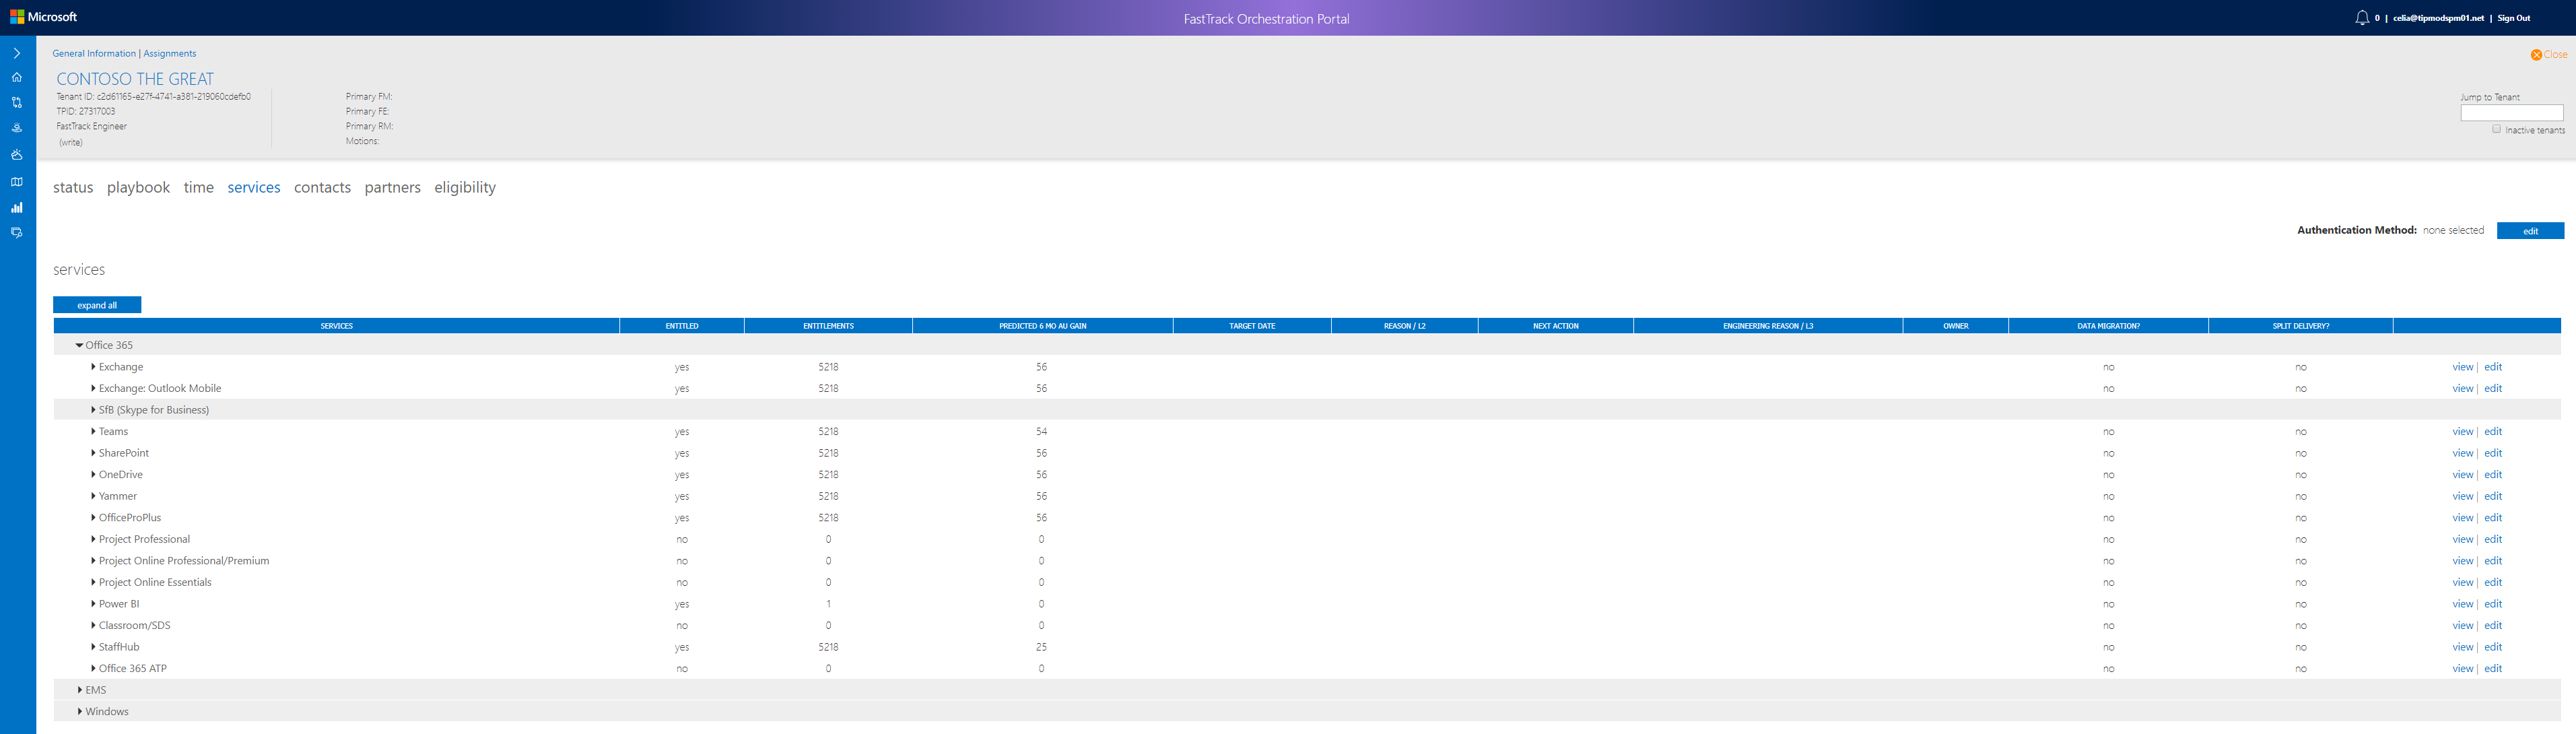 Microsoft
FastTrack Orchestration Portal
0 | celia@tipmodspm01.net | Sign Out
General Information | Assignments
Close
CONTOSO THE GREAT
Tenant ID: c2d61165-e27f-4741-a381-219060cdefb0
TPID: 27317003
FastTrack Engineer
(write)
Primary FM:
Primary FE:
Primary RM:
Motions:
Jump to Tenant
Inactive tenants
status playbook time services contacts partners eligibility
Authentication Method: none selected edit
services
expand all
SERVICES ENTITLED ENTITLEMENTS PREDICTED 6 MO AU GAIN TARGET DATE REASON / L2 NEXT ACTION ENGINEERING REASON / L3 OWNER DATA MIGRATION? SPLIT DELIVERY?
Office 365
Exchange yes 5218 56 no no view | edit
Exchange: Outlook Mobile yes 5218 56 no no view | edit
SfB (Skype for Business)
Teams yes 5218 54 no no view | edit
SharePoint yes 5218 56 no no view | edit
OneDrive yes 5218 56 no no view | edit
Yammer yes 5218 56 no no view | edit
OfficeProPlus yes 5218 56 no no view | edit
Project Professional no 0 0 no no view | edit
Project Online Professional/Premium no 0 0 no no view | edit
Project Online Essentials no 0 0 no no view | edit
Power BI yes 1 0 no no view | edit
Classroom/SDS no 0 0 no no view | edit
StaffHub yes 5218 25 no no view | edit
Office 365 ATP no 0 0 no no view | edit
EMS
Windows